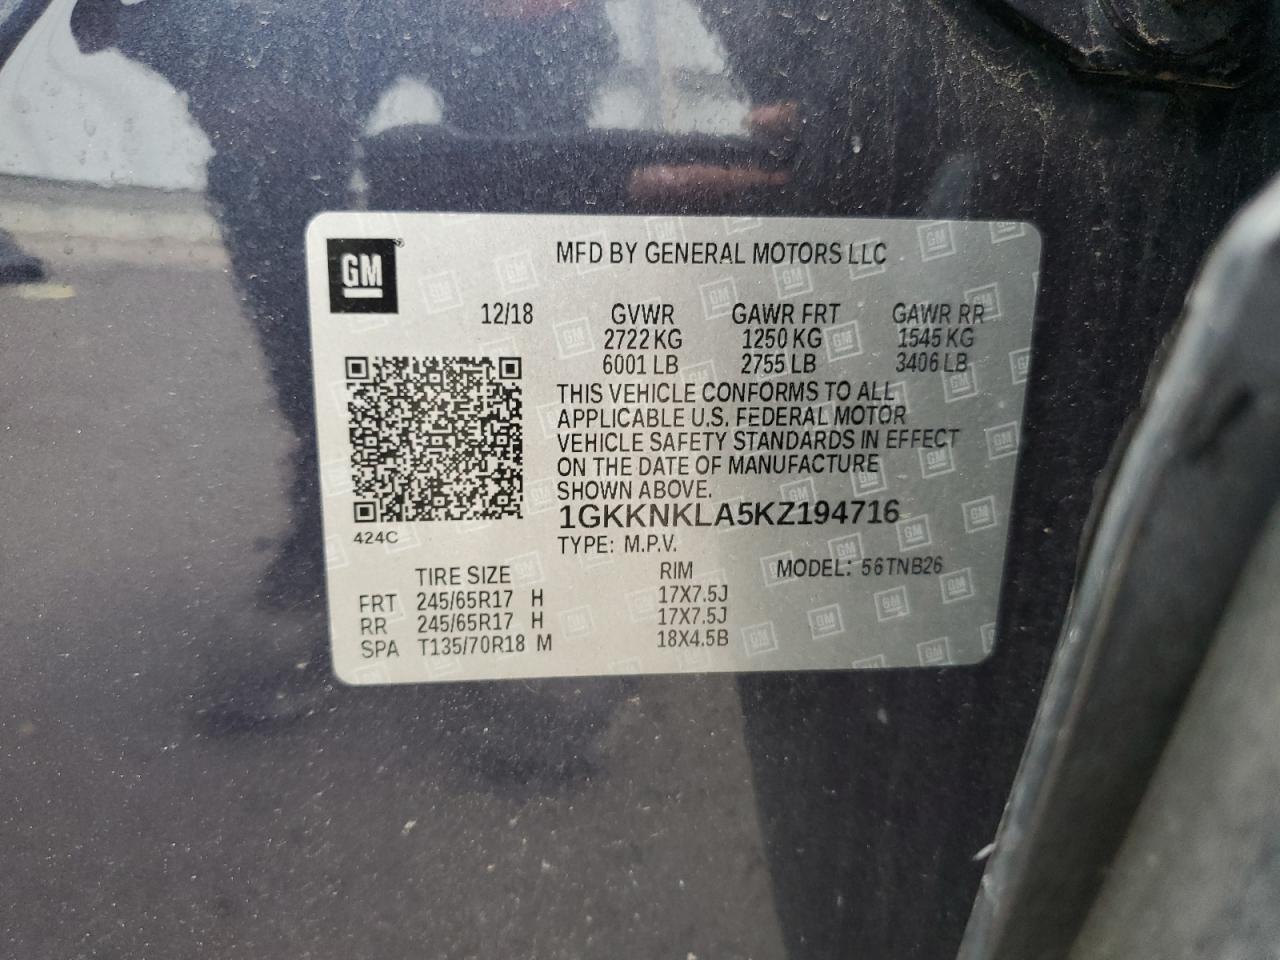 GM
MFD BY GENERAL MOTORS LLC
12/18 GVWR GAWR FRT GAWR RR
2722 KG 1250 KG 1545 KG
6001 LB 2755 LB 3406 LB
THIS VEHICLE CONFORMS TO ALL
APPLICABLE U.S. FEDERAL MOTOR
VEHICLE SAFETY STANDARDS IN EFFECT
ON THE DATE OF MANUFACTURE
SHOWN ABOVE.
1GKKNKLA5KZ194716
424C
TYPE: M.P.V.
MODEL: 56TNB26
TIRE SIZE RIM
FRT 245/65R17 H 17X7.5J
RR 245/65R17 H 17X7.5J
SPA T135/70R18 M 18X4.5B